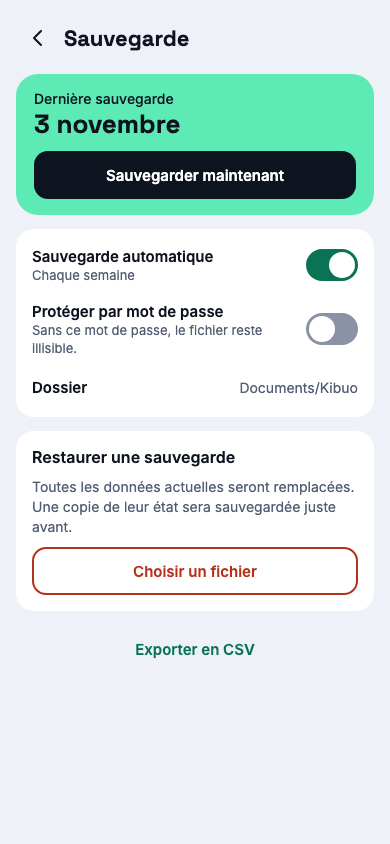 Sauvegarde
Dernière sauvegarde
3 novembre
Sauvegarder maintenant
Sauvegarde automatique
Chaque semaine
Protéger par mot de passe
Sans ce mot de passe, le fichier reste
illisible.
Dossier
Documents/Kibuo
Restaurer une sauvegarde
Toutes les données actuelles seront remplacées.
Une copie de leur état sera sauvegardée juste
avant.
Choisir un fichier
Exporter en CSV